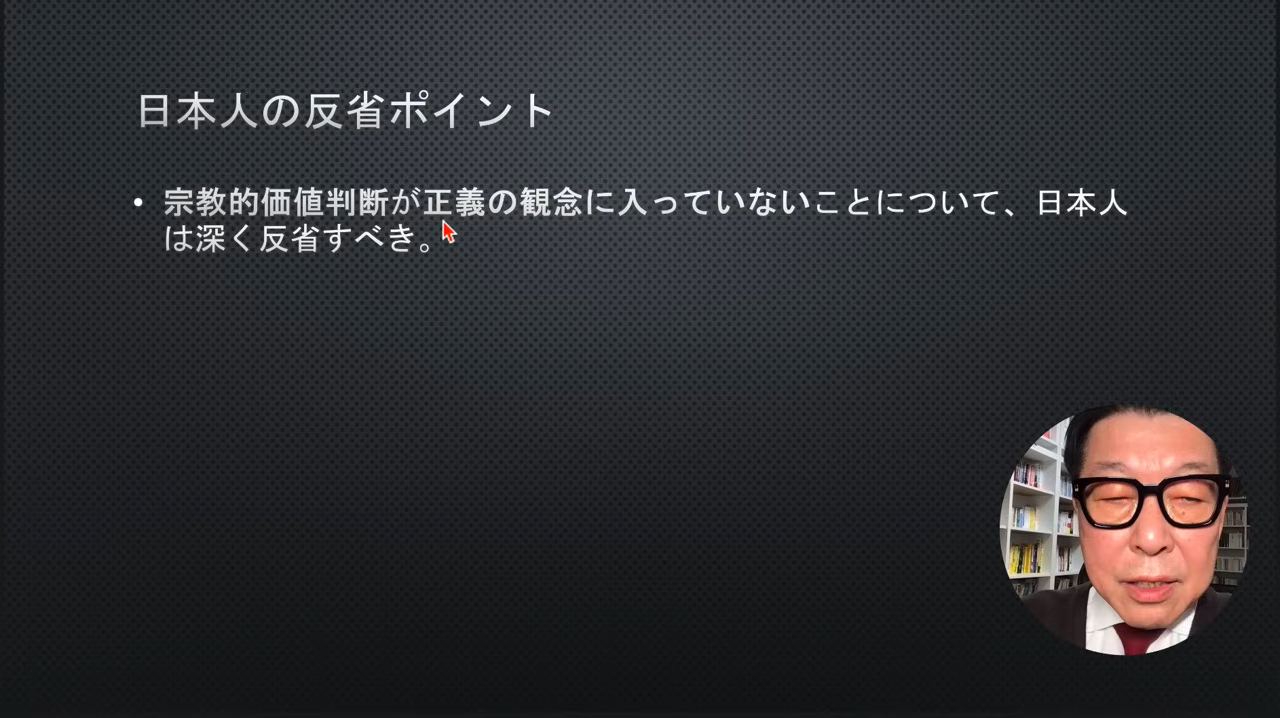 日本人の反省ポイント
• 宗教的価値判断が正義の観念に入っていないことについて、日本人
は深く反省すべき。